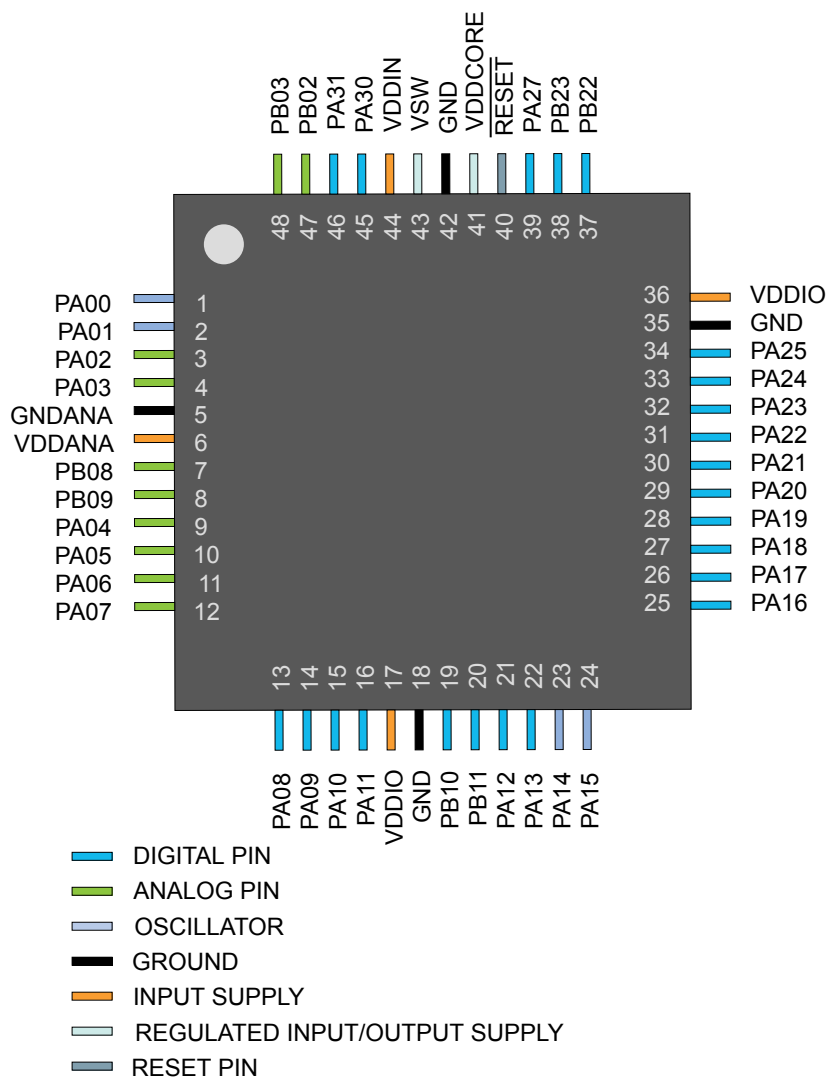 PB03
PB02
PA31
PA30
VDDIN
VSW
GND
VDDCORE
RESET
PA27
PB23
PB22
48
47
46
45
44
43
42
41
40
39
38
37
PA00 1
PA01 2
PA02 3
PA03 4
GNDANA 5
VDDANA 6
PB08 7
PB09 8
PA04 9
PA05 10
PA06 11
PA07 12
36 VDDIO
35 GND
34 PA25
33 PA24
32 PA23
31 PA22
30 PA21
29 PA20
28 PA19
27 PA18
26 PA17
25 PA16
13
14
15
16
17
18
19
20
21
22
23
24
PA08
PA09
PA10
PA11
VDDIO
GND
PB10
PB11
PA12
PA13
PA14
PA15
DIGITAL PIN
ANALOG PIN
OSCILLATOR
GROUND
INPUT SUPPLY
REGULATED INPUT/OUTPUT SUPPLY
RESET PIN